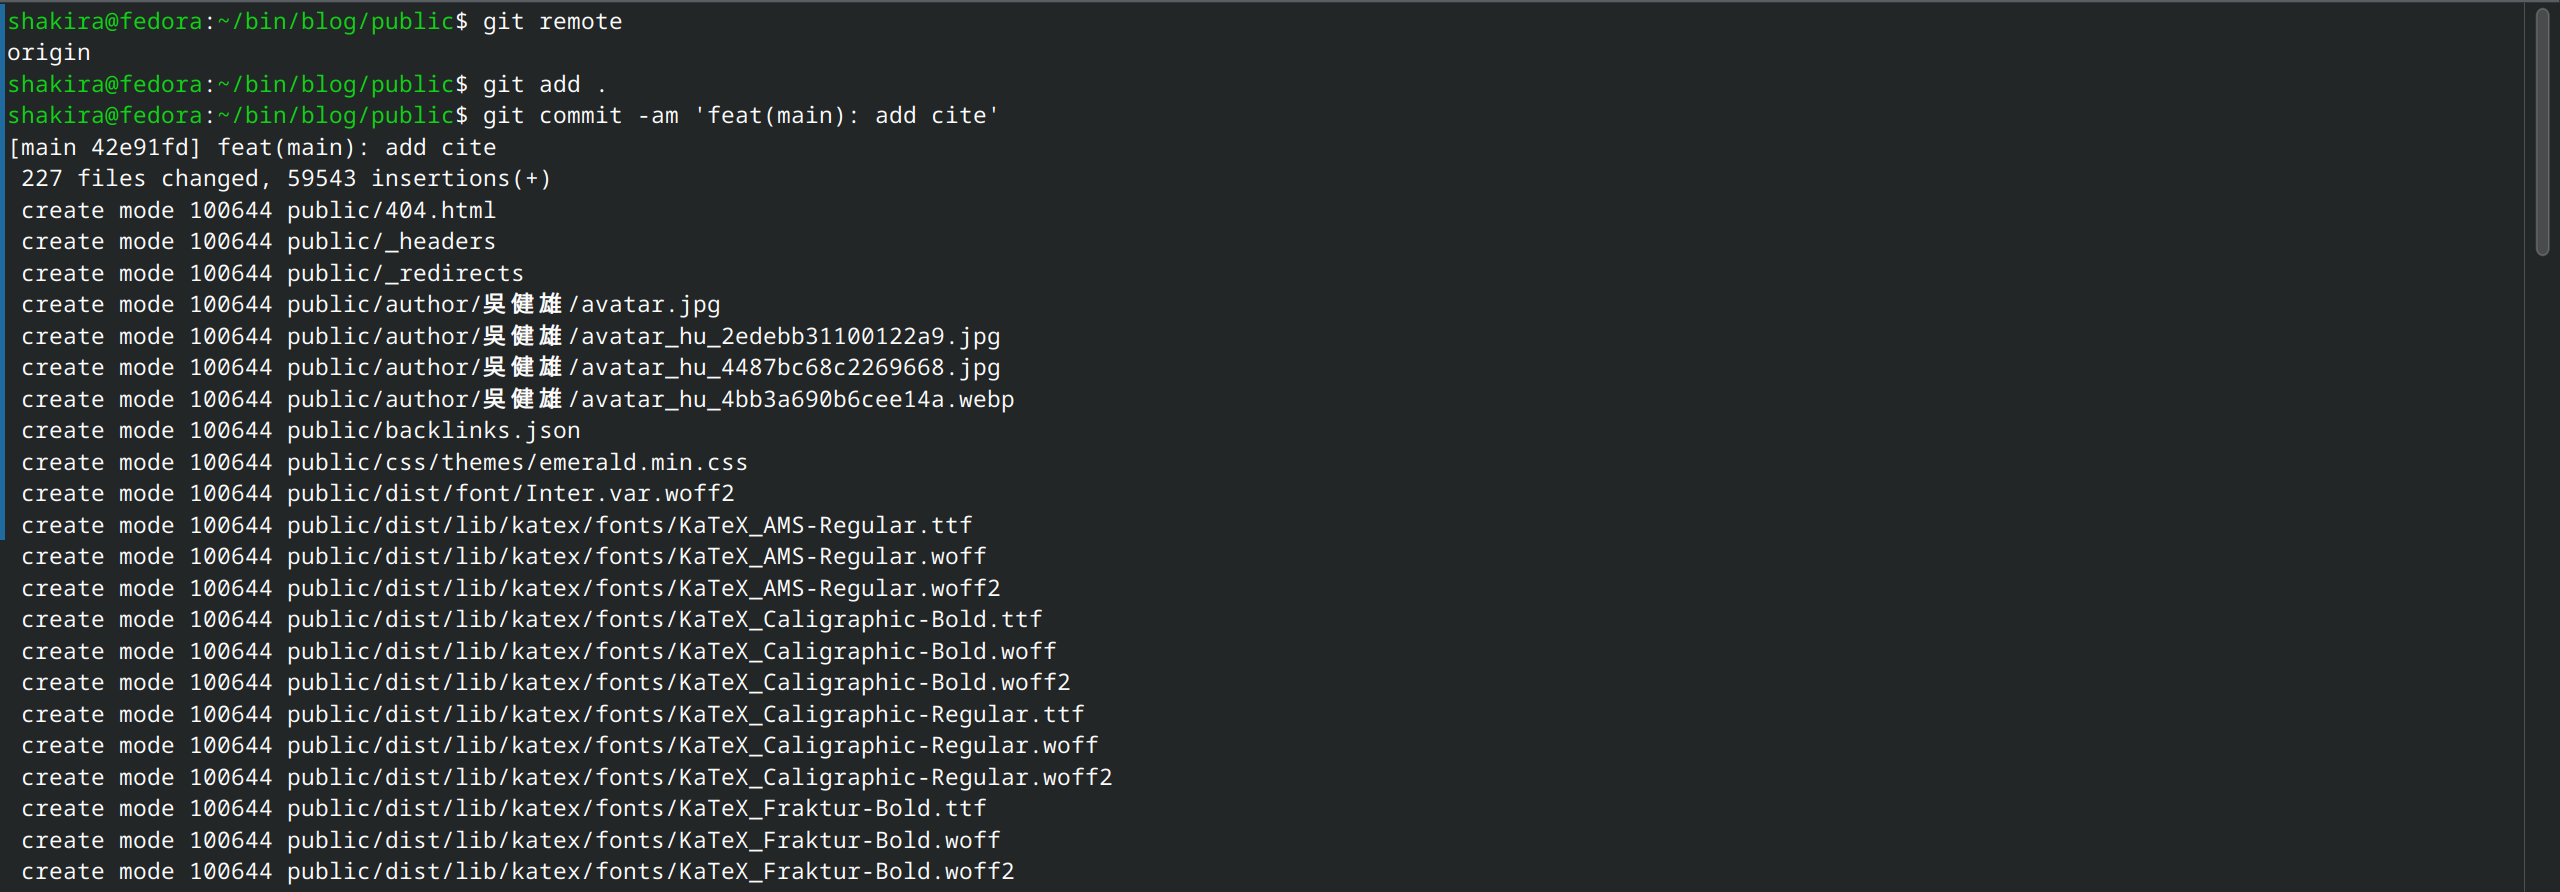 shakira@fedora:~/bin/blog/public$ git remote
origin
shakira@fedora:~/bin/blog/public$ git add .
shakira@fedora:~/bin/blog/public$ git commit -am 'feat(main): add cite'
[main 42e91fd] feat(main): add cite
 227 files changed, 59543 insertions(+)
 create mode 100644 public/404.html
 create mode 100644 public/_headers
 create mode 100644 public/_redirects
 create mode 100644 public/author/吳健雄/avatar.jpg
 create mode 100644 public/author/吳健雄/avatar_hu_2edebb31100122a9.jpg
 create mode 100644 public/author/吳健雄/avatar_hu_4487bc68c2269668.jpg
 create mode 100644 public/author/吳健雄/avatar_hu_4bb3a690b6cee14a.webp
 create mode 100644 public/backlinks.json
 create mode 100644 public/css/themes/emerald.min.css
 create mode 100644 public/dist/font/Inter.var.woff2
 create mode 100644 public/dist/lib/katex/fonts/KaTeX_AMS-Regular.ttf
 create mode 100644 public/dist/lib/katex/fonts/KaTeX_AMS-Regular.woff
 create mode 100644 public/dist/lib/katex/fonts/KaTeX_AMS-Regular.woff2
 create mode 100644 public/dist/lib/katex/fonts/KaTeX_Caligraphic-Bold.ttf
 create mode 100644 public/dist/lib/katex/fonts/KaTeX_Caligraphic-Bold.woff
 create mode 100644 public/dist/lib/katex/fonts/KaTeX_Caligraphic-Bold.woff2
 create mode 100644 public/dist/lib/katex/fonts/KaTeX_Caligraphic-Regular.ttf
 create mode 100644 public/dist/lib/katex/fonts/KaTeX_Caligraphic-Regular.woff
 create mode 100644 public/dist/lib/katex/fonts/KaTeX_Caligraphic-Regular.woff2
 create mode 100644 public/dist/lib/katex/fonts/KaTeX_Fraktur-Bold.ttf
 create mode 100644 public/dist/lib/katex/fonts/KaTeX_Fraktur-Bold.woff
 create mode 100644 public/dist/lib/katex/fonts/KaTeX_Fraktur-Bold.woff2